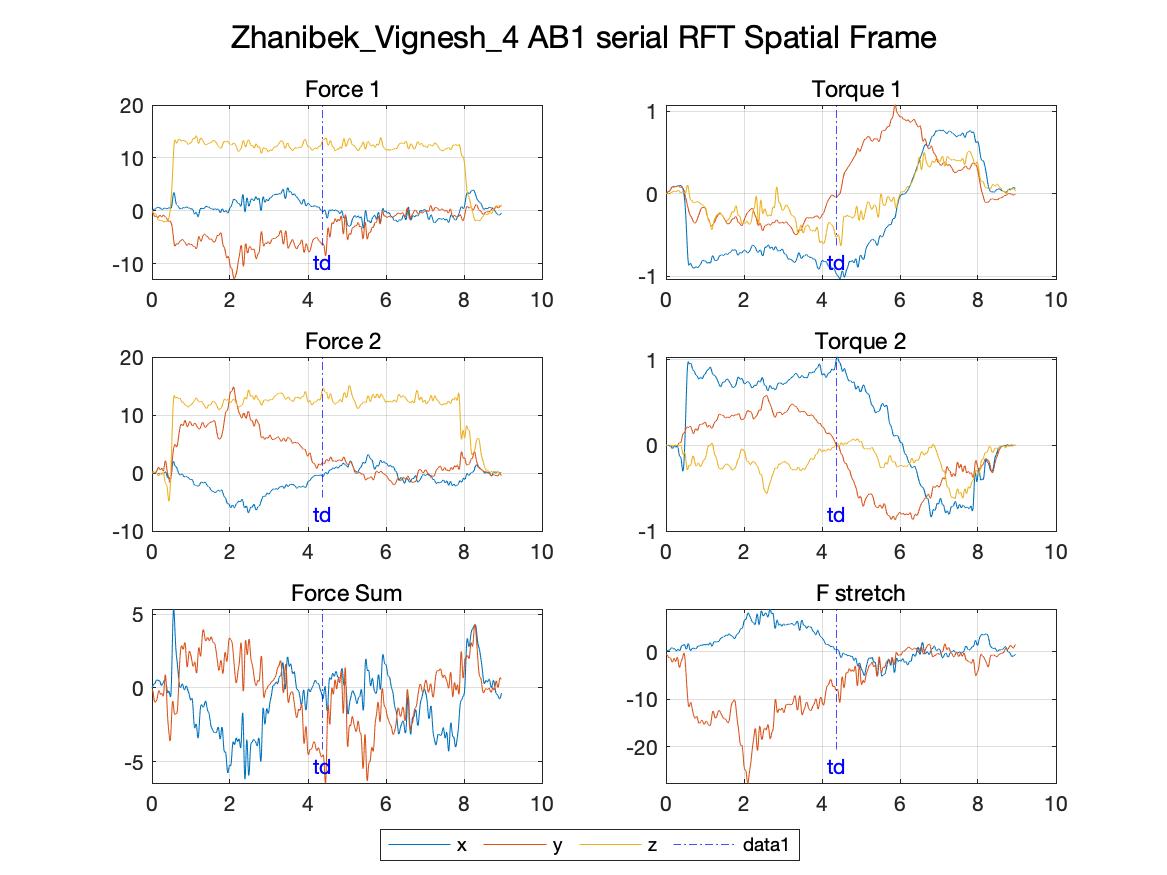 Zhanibek_Vignesh_4 AB1 serial RFT Spatial Frame
Force 1
20
10
0
-10
td
0 2 4 6 8 10
Torque 1
1
0
-1
td
0 2 4 6 8 10
Force 2
20
10
0
-10
td
0 2 4 6 8 10
Torque 2
1
0
-1
td
0 2 4 6 8 10
Force Sum
5
0
-5
td
0 2 4 6 8 10
F stretch
0
-10
-20
td
0 2 4 6 8 10
x y z data1